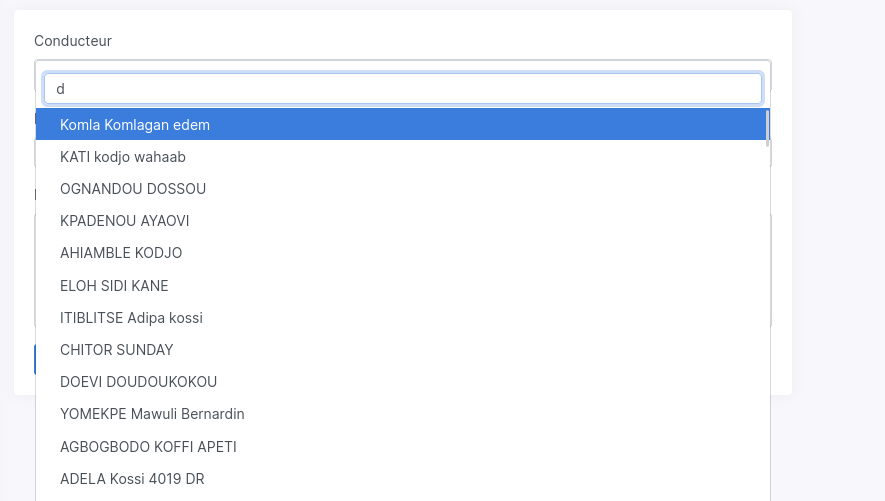 Conducteur
d
Komla Komlagan edem
KATI kodjo wahaab
OGNANDOU DOSSOU
KPADENOU AYAOVI
AHIAMBLE KODJO
ELOH SIDI KANE
ITIBLITSE Adipa kossi
CHITOR SUNDAY
DOEVI DOUDOUKOKOU
YOMEKPE Mawuli Bernardin
AGBOGBODO KOFFI APETI
ADELA Kossi 4019 DR